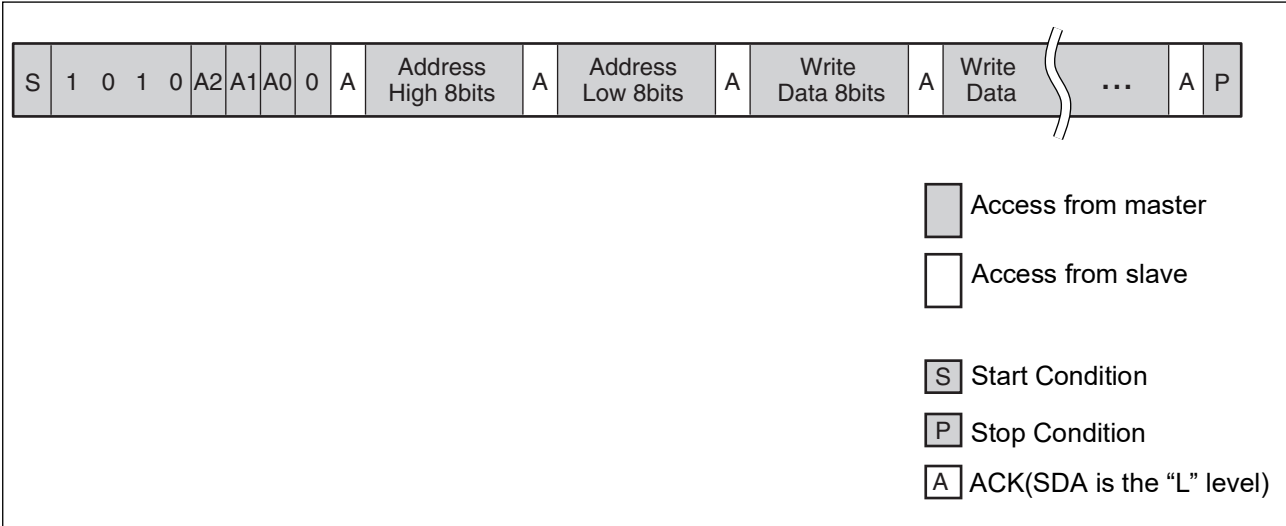 S 1 0 1 0 A2 A1 A0 0 A Address High 8bits A Address Low 8bits A Write Data 8bits A Write Data ... A P
Access from master
Access from slave
S Start Condition
P Stop Condition
A ACK(SDA is the “L” level)